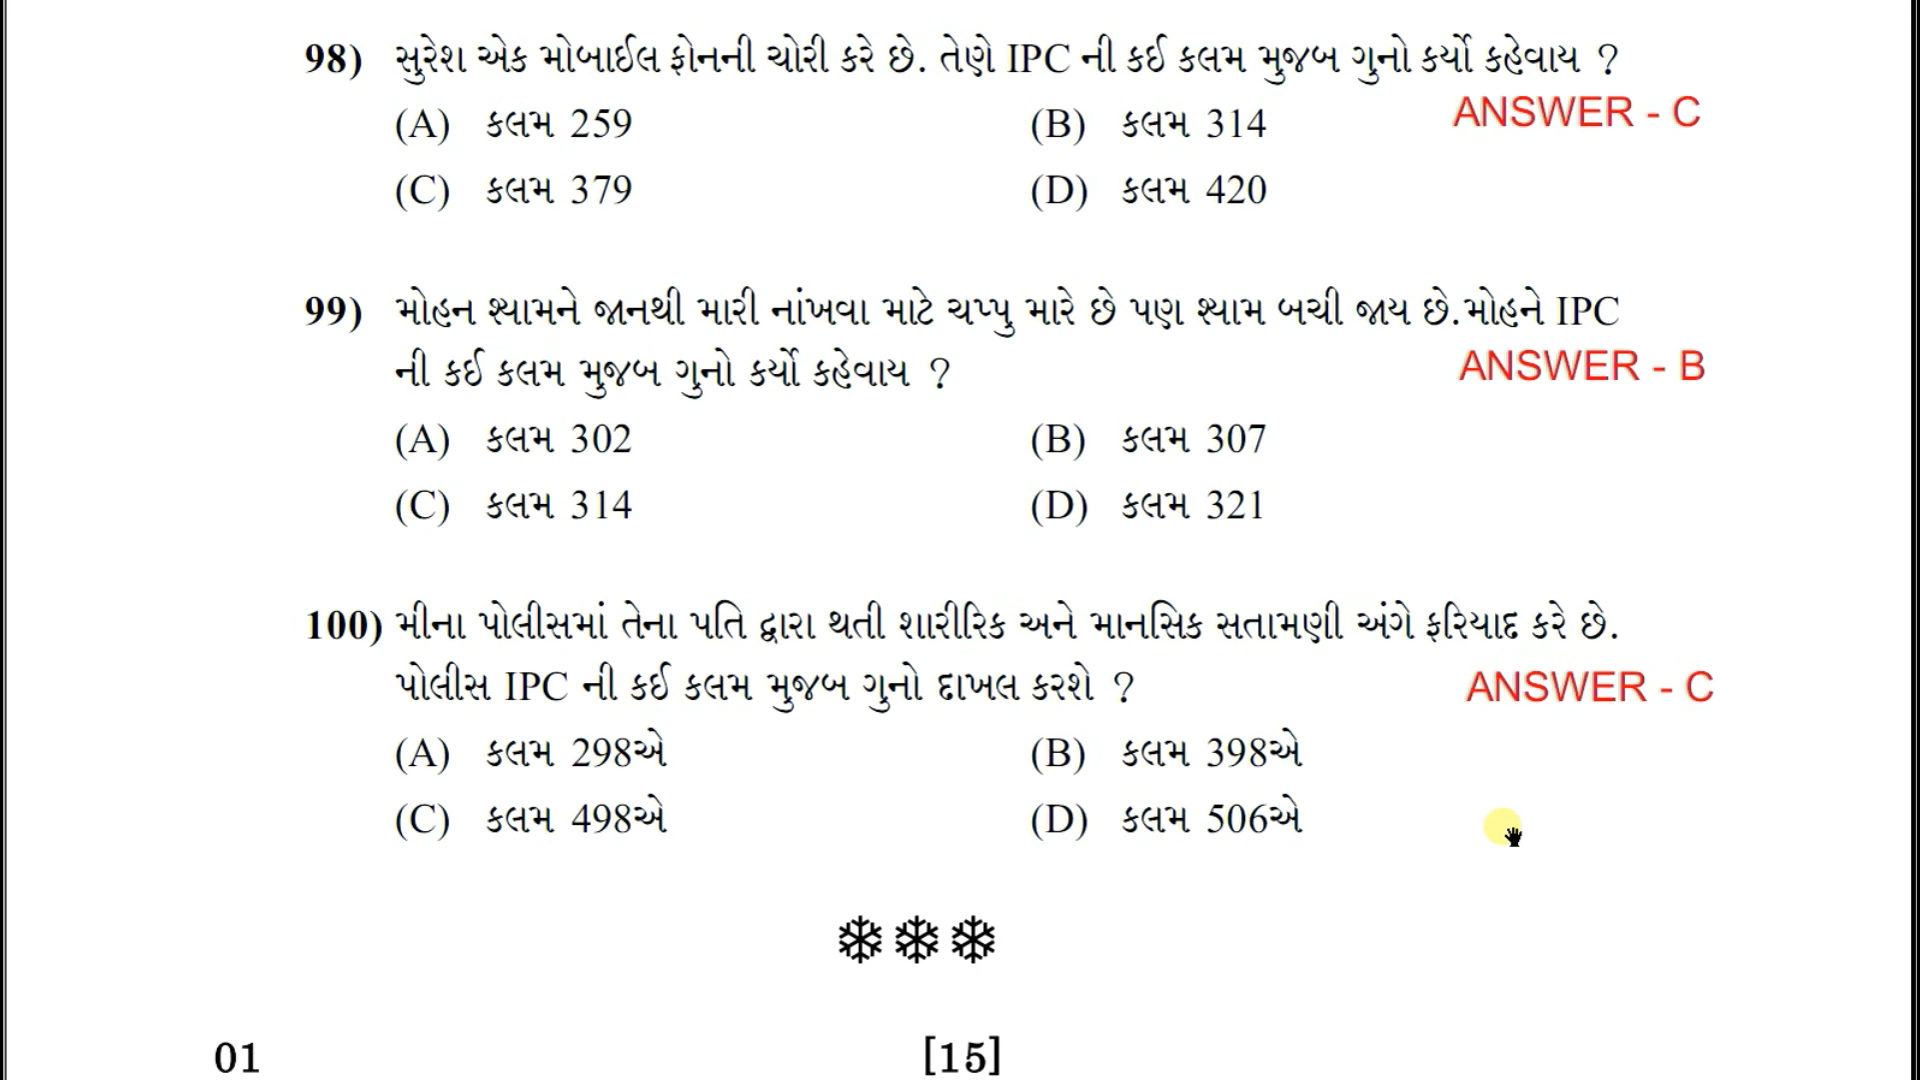 98) સુરેશ એક મોબાઈલ ફોનની ચોરી કરે છે. તેણે IPC ની કઈ કલમ મુજબ ગુનો કર્યો કહેવાય ?
ANSWER - C
(A) કલમ 259 (B) કલમ 314
(C) કલમ 379 (D) કલમ 420
99) મોહન શ્યામને જાનથી મારી નાંખવા માટે ચપ્પુ મારે છે પણ શ્યામ બચી જાય છે.મોહને IPC
ની કઈ કલમ મુજબ ગુનો કર્યો કહેવાય ? ANSWER - B
(A) કલમ 302 (B) કલમ 307
(C) કલમ 314 (D) કલમ 321
100) મીના પોલીસમાં તેના પતિ દ્વારા થતી શારીરિક અને માનસિક સતામણી અંગે ફરિયાદ કરે છે.
પોલીસ IPC ની કઈ કલમ મુજબ ગુનો દાખલ કરશે ? ANSWER - C
(A) કલમ 298એ (B) કલમ 398એ
(C) કલમ 498એ (D) કલમ 506એ
01 [15]